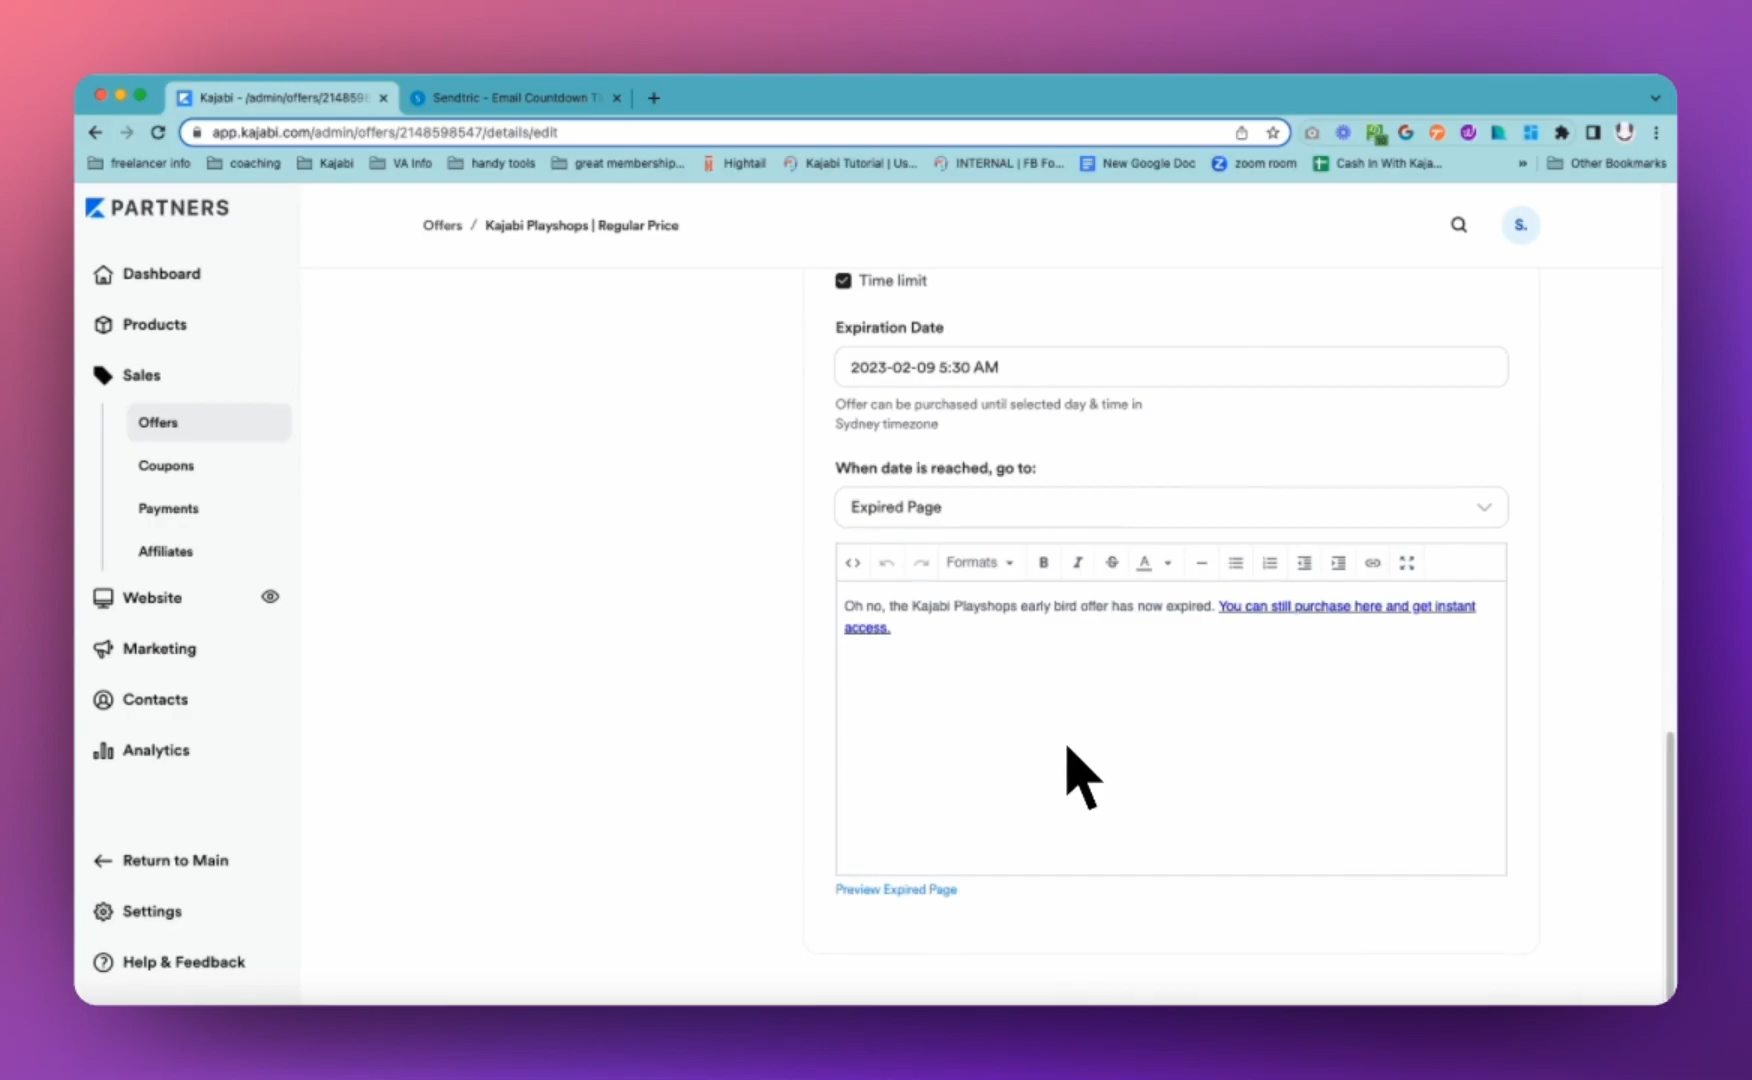 Kajabi - /admin/offers/2148598
Sendtric - Email Countdown Ti
app.kajabi.com/admin/offers/2148598547/details/edit
freelancer info
coaching
Kajabi
VA Info
handy tools
great membership...
Hightail
Kajabi Tutorial | Us...
INTERNAL | FB Fo...
New Google Doc
zoom room
Cash In With Kaja...
»
Other Bookmarks
PARTNERS
Offers / Kajabi Playshops | Regular Price
S.
Dashboard
Products
Sales
Offers
Coupons
Payments
Affiliates
Website
Marketing
Contacts
Analytics
Return to Main
Settings
Help & Feedback
Time limit
Expiration Date
2023-02-09 5:30 AM
Offer can be purchased until selected day & time in
Sydney timezone
When date is reached, go to:
Expired Page
Formats
B
I
S
A
Oh no, the Kajabi Playshops early bird offer has now expired. You can still purchase here and get instant
access.
Preview Expired Page